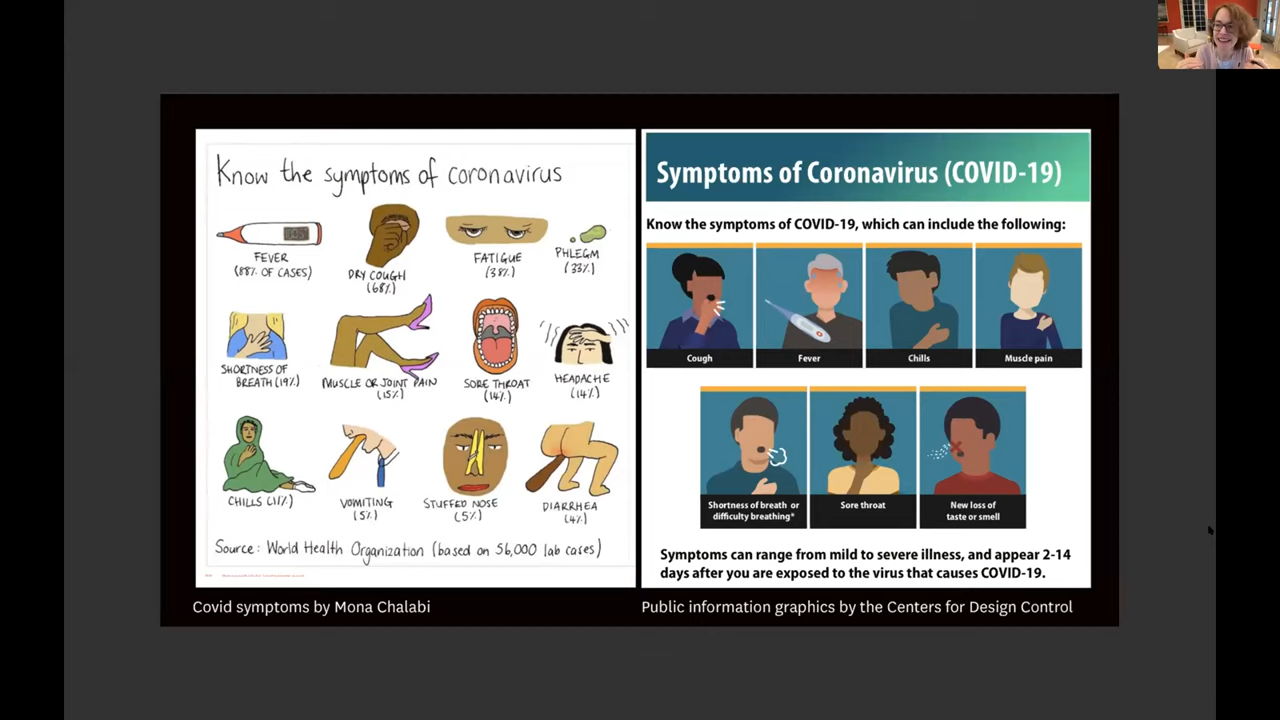 Know the symptoms of coronavirus
FEVER
(88% OF CASES)
DRY COUGH
(68%)
FATIGUE
(38%)
PHLEGM
(33%)
SHORTNESS OF
BREATH (19%)
MUSCLE OR JOINT PAIN
(15%)
SORE THROAT
(14%)
HEADACHE
(14%)
CHILLS (11%)
VOMITING
(5%)
STUFFED NOSE
(5%)
DIARRHEA
(4%)
Source: World Health Organization (based on 56,000 lab cases)
Covid symptoms by Mona Chalabi
Symptoms of Coronavirus (COVID-19)
Know the symptoms of COVID-19, which can include the following:
Cough
Fever
Chills
Muscle pain
Shortness of breath or
difficulty breathing*
Sore throat
New loss of
taste or smell
Symptoms can range from mild to severe illness, and appear 2-14
days after you are exposed to the virus that causes COVID-19.
Public information graphics by the Centers for Design Control